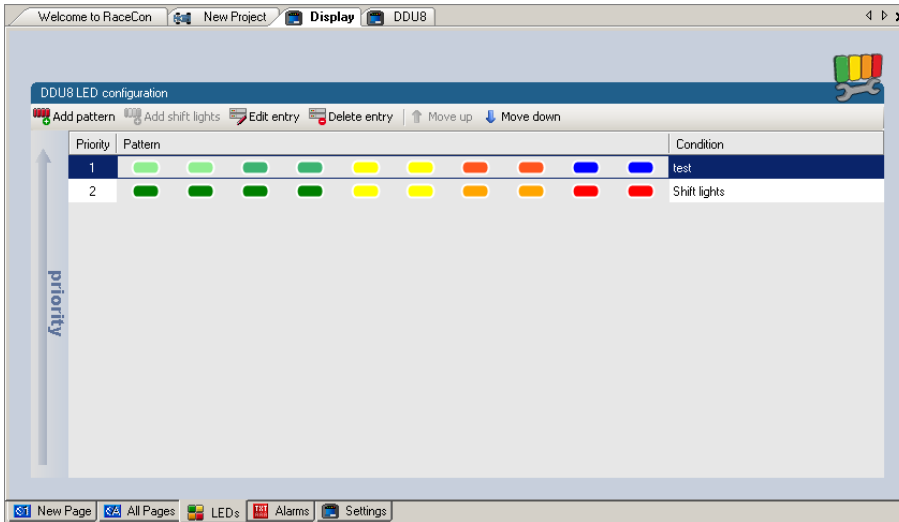 Welcome to RaceCon New Project Display DDU8
DDU8 LED configuration
Add pattern Add shift lights Edit entry Delete entry Move up Move down
Priority Pattern Condition
1 test
2 Shift lights
priority
New Page All Pages LEDs Alarms Settings